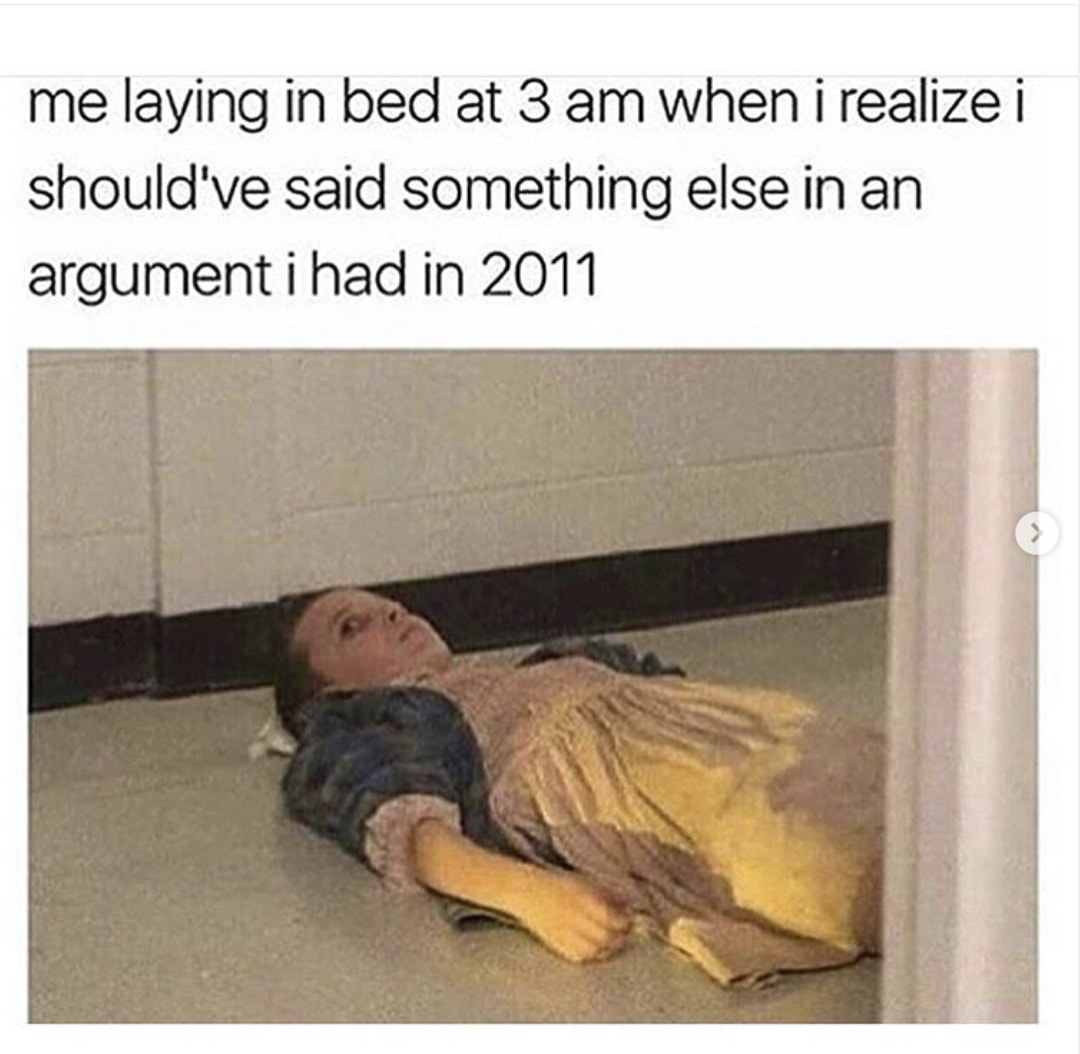 me laying in bed at 3 am when i realize i
should've said something else in an
argument i had in 2011